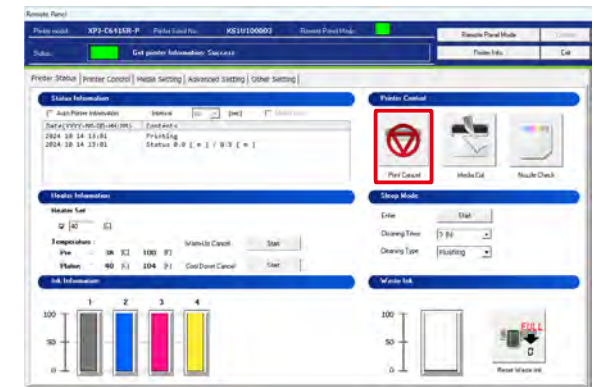 Remote Panel
Printer model: XP3-C641SR-P Printer Serial No. K61U100003 Remote Panel Mode: Remote Panel Mode
Status: Get printer Information: Success Printer Info. Exit
Printer Status Printer Control Media Setting Advanced Setting Other Setting
Status Information
Auto Printer Information Interval 60 [sec]
Date(YYYY-MM-DD-HH:MM) Contents
2024 10 14 13:01 Printing
2024 10 14 13:01 Status 0.0 [ m ] / 0.3 [ m ]
Printer Control
Print Cancel Media Cut Nozzle Check
Heater Information
Heater Set
40 [C]
Temperature :
Pre 38 [C] 100 [F] Warm-Up Cancel Start
Platen 40 [C] 104 [F] Cool Down Cancel Start
Sleep Mode
Enter Start
Cleaning Timer
Cleaning Type Flushing
Ink Information
1 2 3 4
100
50
0
Waste Ink
100
50
0
FULL
0
Reset Waste Ink